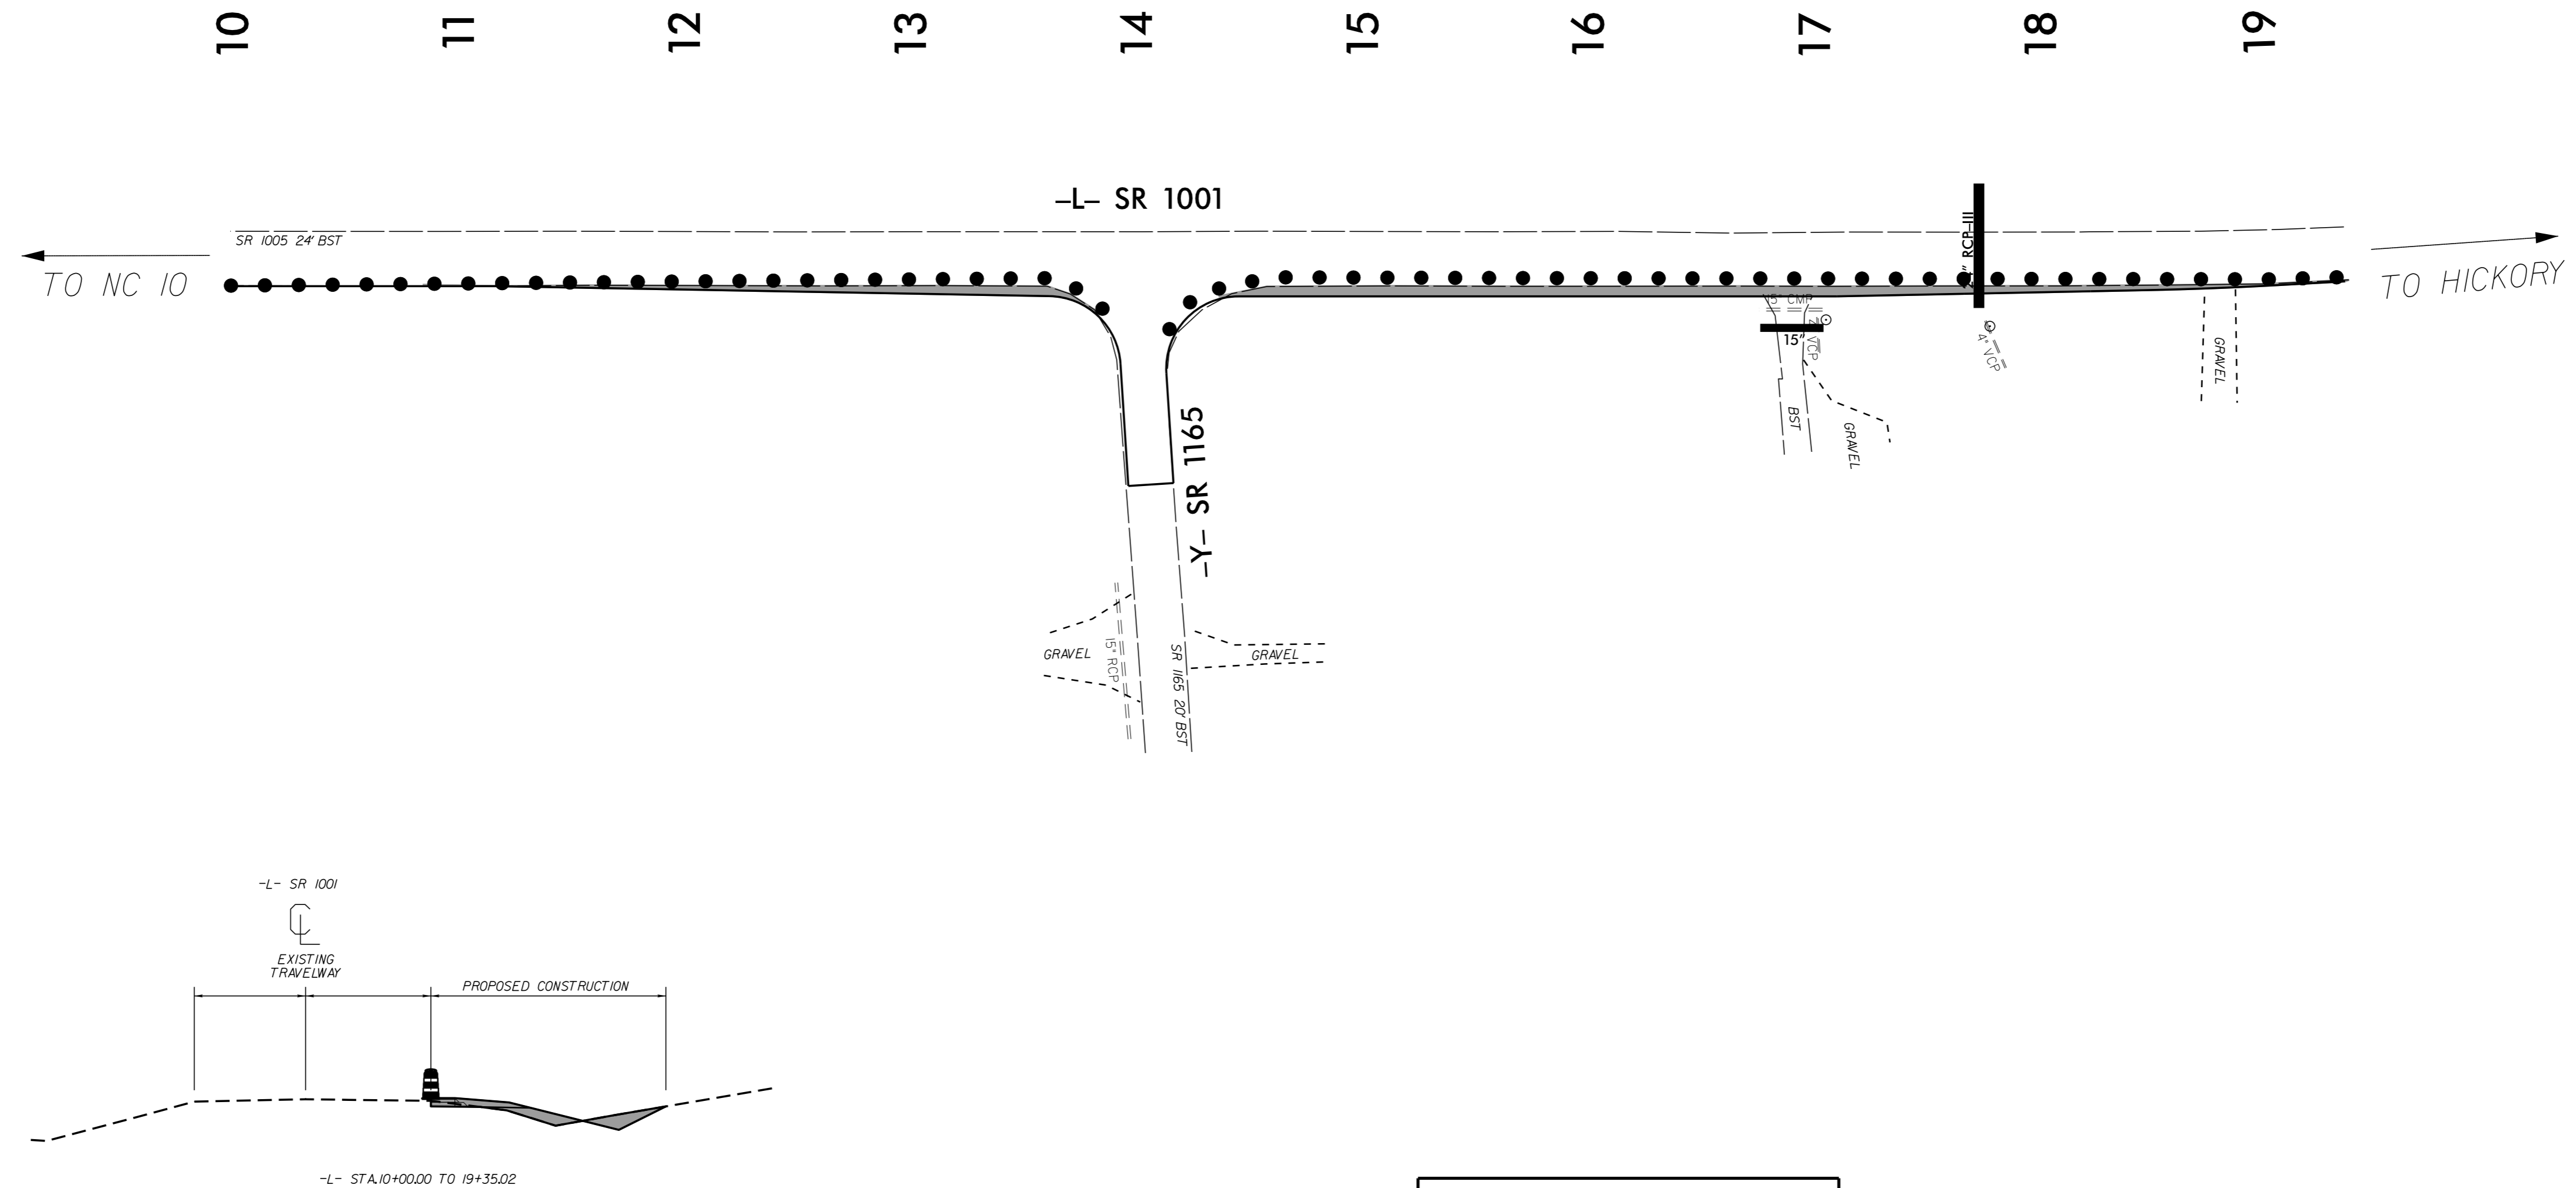 10 11 12 13 14 15 16 17 18 19
-L- SR 1001
SR 1005 24' BST
TO NC 10
TO HICKORY
RCP-III
15" CMP
15"
VCP
4" VCP
BST
GRAVEL
GRAVEL
-Y- SR 1165
GRAVEL
15" RCP
SR 1165 20' BST
GRAVEL
-L- SR 1001
CL
EXISTING
TRAVELWAY
PROPOSED CONSTRUCTION
-L- STA.10+00.00 TO 19+35.02